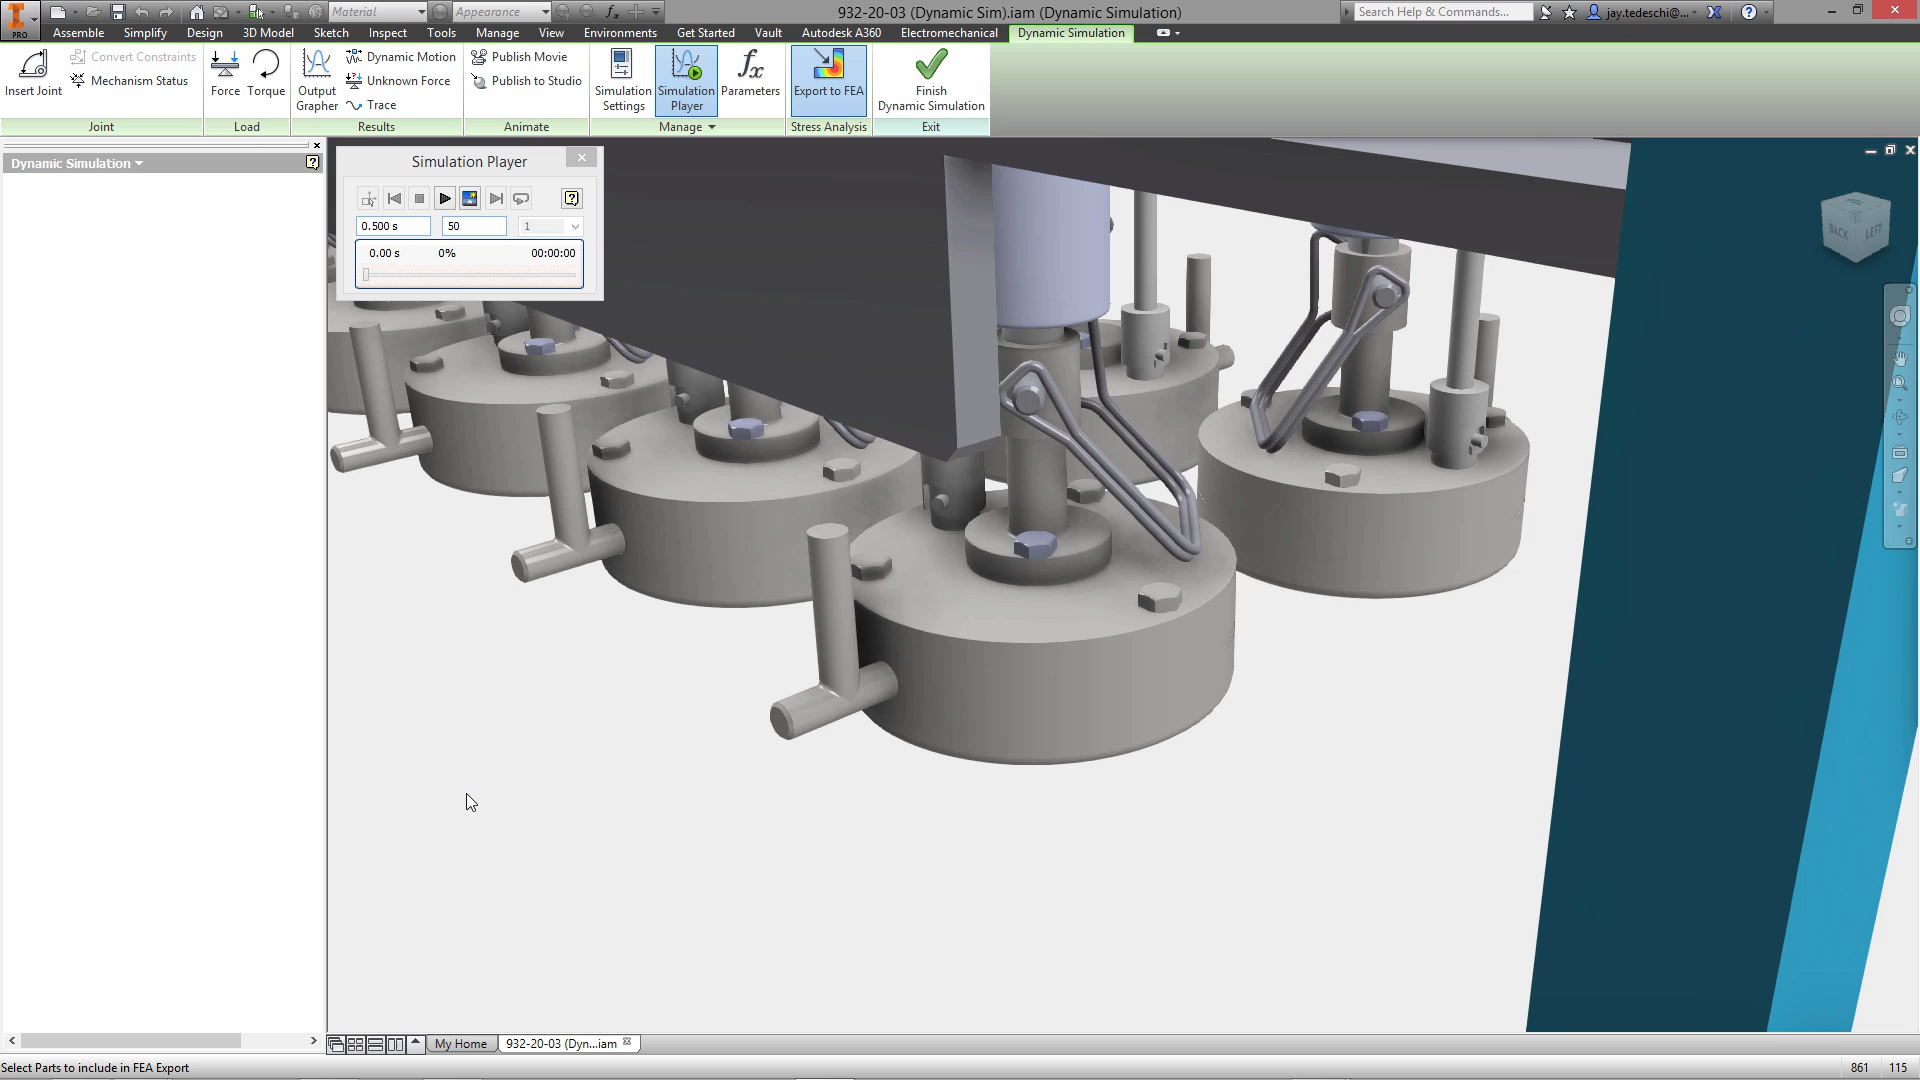 Material
Appearance
932-20-03 (Dynamic Sim).iam (Dynamic Simulation)
Search Help & Commands...
jay.tedeschi@...
PRO
Assemble Simplify Design 3D Model Sketch Inspect Tools Manage View Environments Get Started Vault Autodesk A360 Electromechanical Dynamic Simulation
Insert Joint
Convert Constraints
Mechanism Status
Force
Torque
Output
Grapher
Dynamic Motion
Unknown Force
Trace
Publish Movie
Publish to Studio
Simulation
Settings
Simulation
Player
fx
Parameters
Export to FEA
Finish
Dynamic Simulation
Joint Load Results Animate Manage Stress Analysis Exit
Dynamic Simulation
Simulation Player
0.500 s 50 1
0.00 s 0% 00:00:00
BACK LEFT
My Home 932-20-03 (Dyn...iam
Select Parts to include in FEA Export
861 115